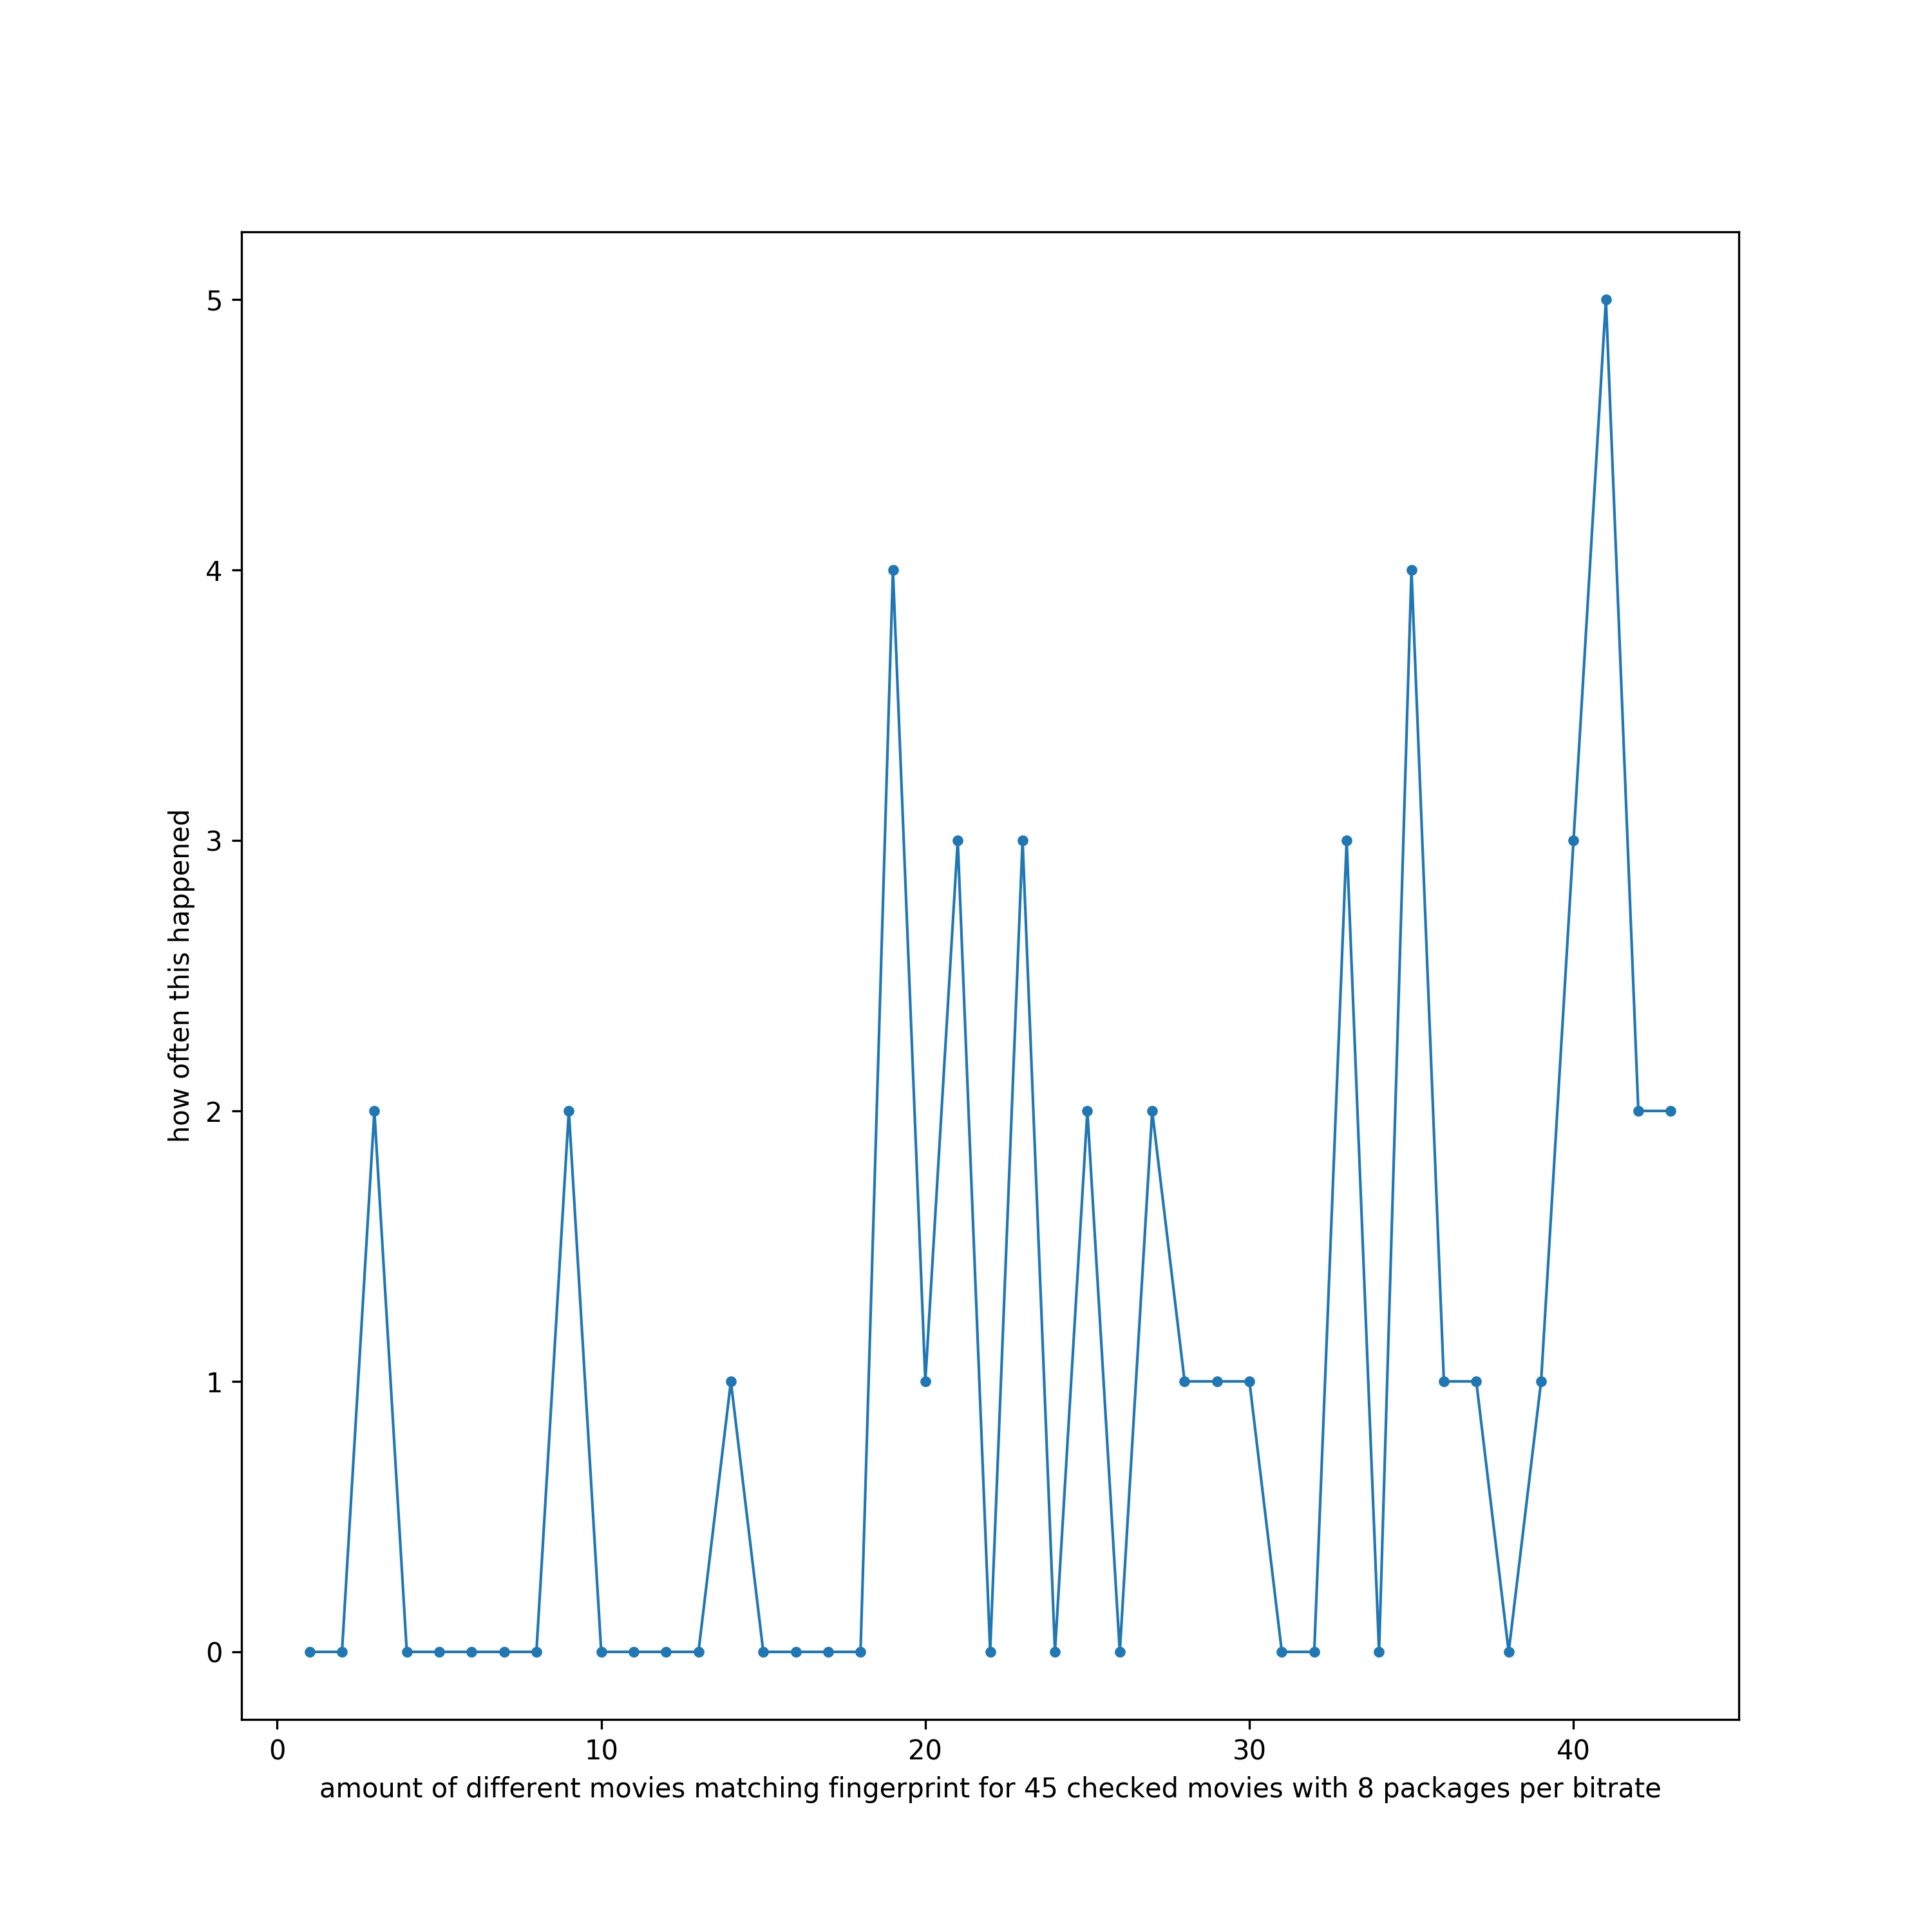 5
4
3
2
1
0
how often this happened
0 10 20 30 40
amount of different movies matching fingerprint for 45 checked movies with 8 packages per bitrate